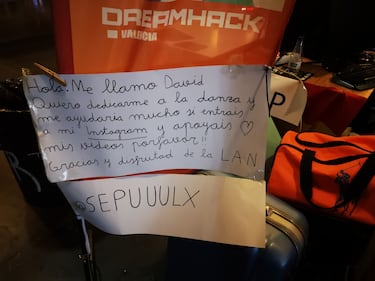 DREAMHACK
VALENCIA
Hola! Me llamo David
Quiero dedicarme a la danza y
me ayudaría mucho si entrais
a mi Instagram y apoyais
mis videos porfavor!!
Gracias y disfrutad de la LAN
@SEPUUULX
P